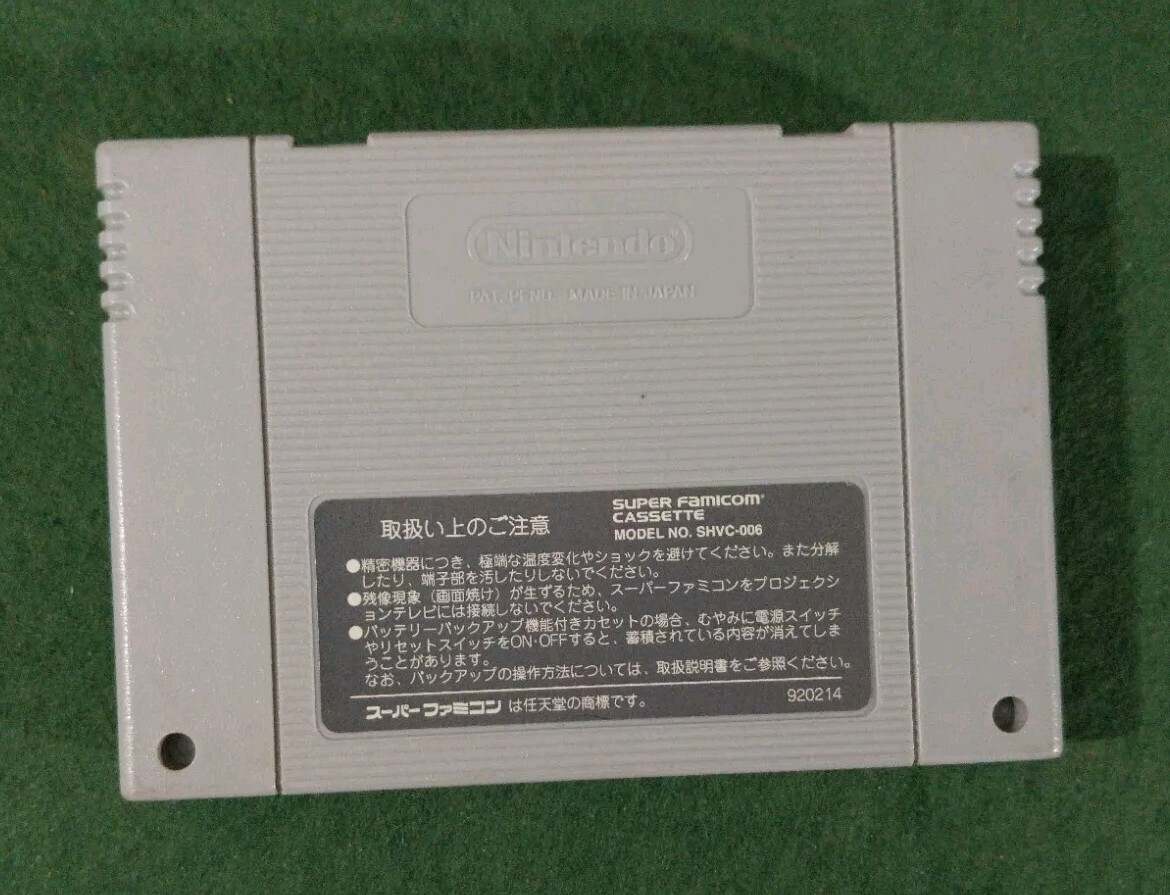 Nintendo®
PAT. PEND. MADE IN JAPAN
取扱い上のご注意
SUPER FAMICOM
CASSETTE
MODEL NO. SHVC-006
●精密機器につき、極端な温度変化やショックを避けてください。また分解
したり、端子部を汚したりしないでください。
●残像現象(画面焼け)が生ずるため、スーパーファミコンをプロジェクシ
ョンテレビには接続しないでください。
●バッテリーバックアップ機能付きカセットの場合、むやみに電源スイッチ
やリセットスイッチをON·OFFすると、蓄積されている内容が消えてしま
うことがあります。
なお、バックアップの操作方法については、取扱説明書をご参照ください。
スーパーファミコン は任天堂の商標です。
920214